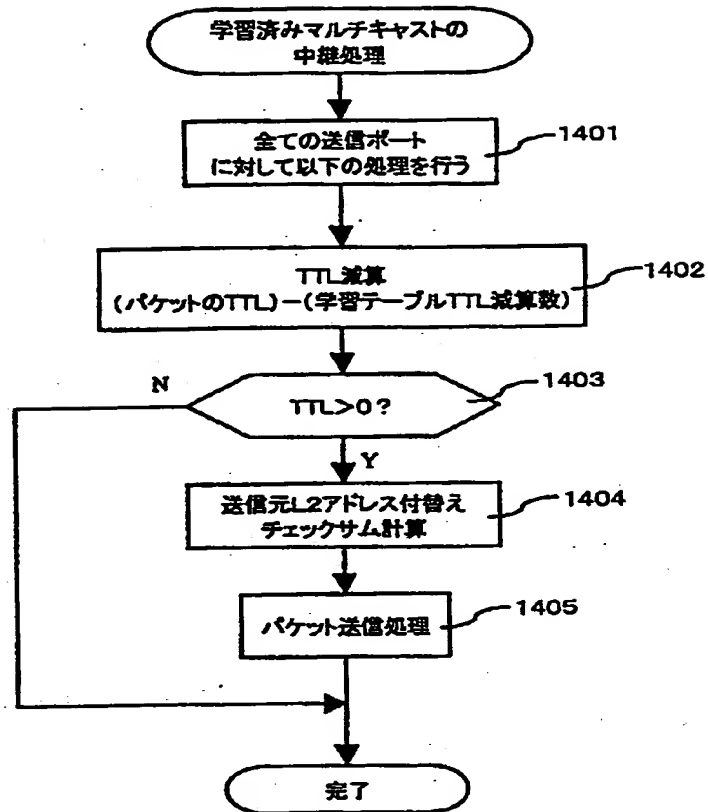 学習済みマルチキャストの
中継処理
全ての送信ポート
に対して以下の処理を行う
1401
TTL減算
(パケットのTTL)−(学習テーブルTTL減算数)
1402
N
TTL>0?
1403
Y
送信元L2アドレス付替え
チェックサム計算
1404
パケット送信処理
1405
完了